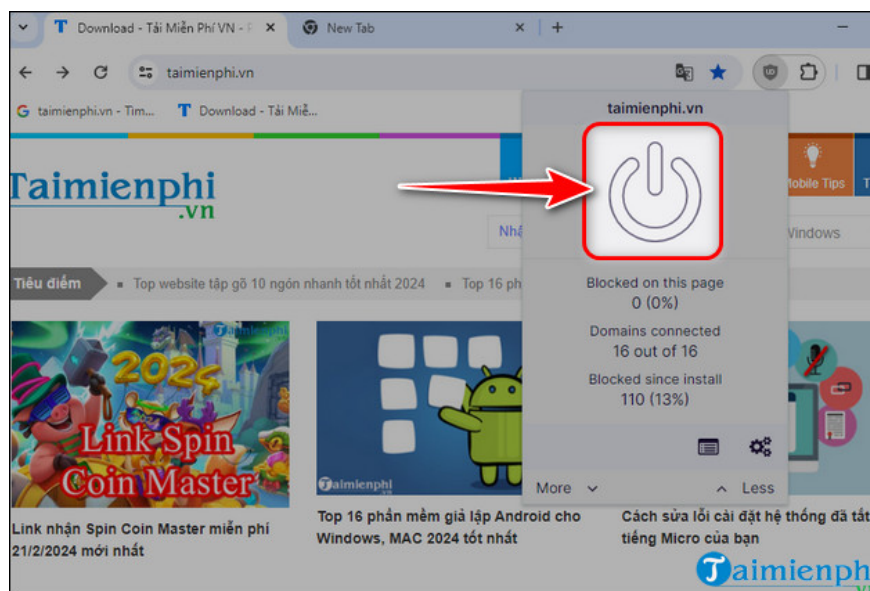 Download - Tải Miễn Phí VN - F
New Tab
taimienphi.vn
taimienphi.vn - Tìm...
Download - Tải Miễ...
taimienphi.vn
Taimienphi
.vn
Mobile Tips
T
Nhậ
Windows
Tiêu điểm
Top website tập gõ 10 ngón nhanh tốt nhất 2024
Top 16 ph
Blocked on this page
0 (0%)
Domains connected
16 out of 16
Blocked since install
110 (13%)
More
Less
2024
Link Spin
Coin Master
Taimienphi
Taimienphi
Link nhận Spin Coin Master miễn phí
21/2/2024 mới nhất
Top 16 phần mềm giả lập Android cho
Windows, MAC 2024 tốt nhất
Cách sửa lỗi cài đặt hệ thống đã tắt
tiếng Micro của bạn
Taimienph
.vn